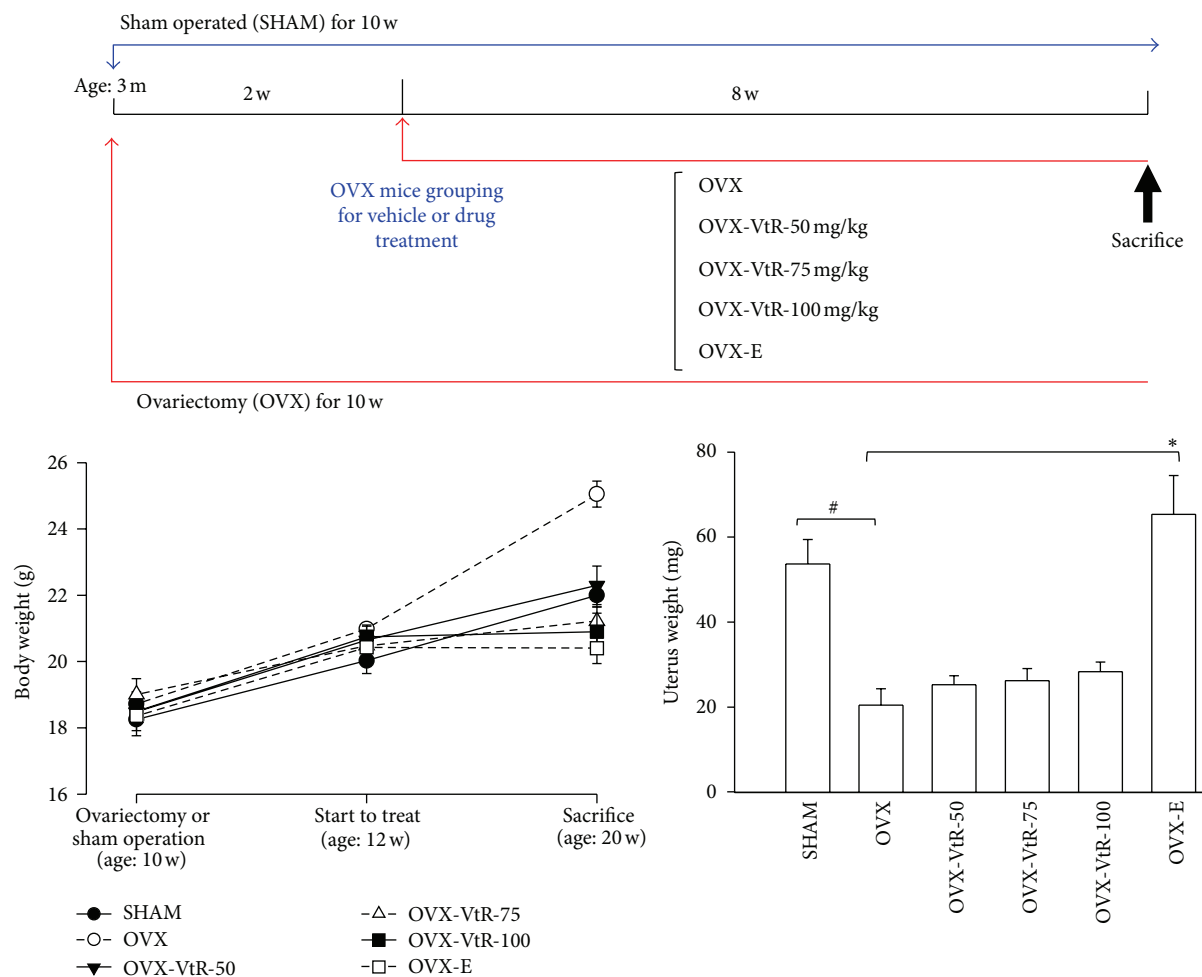 Sham operated (SHAM) for 10 w
Age: 3 m
2 w
8 w
OVX mice grouping
for vehicle or drug
treatment
OVX
OVX-VtR-50 mg/kg
OVX-VtR-75 mg/kg
OVX-VtR-100 mg/kg
OVX-E
Sacrifice
Ovariectomy (OVX) for 10 w
Body weight (g)
26
24
22
20
18
16
Ovariectomy or
sham operation
(age: 10 w)
Start to treat
(age: 12 w)
Sacrifice
(age: 20 w)
SHAM
OVX
OVX-VtR-50
OVX-VtR-75
OVX-VtR-100
OVX-E
Uterus weight (mg)
80
60
40
20
0
#
*
SHAM
OVX
OVX-VtR-50
OVX-VtR-75
OVX-VtR-100
OVX-E